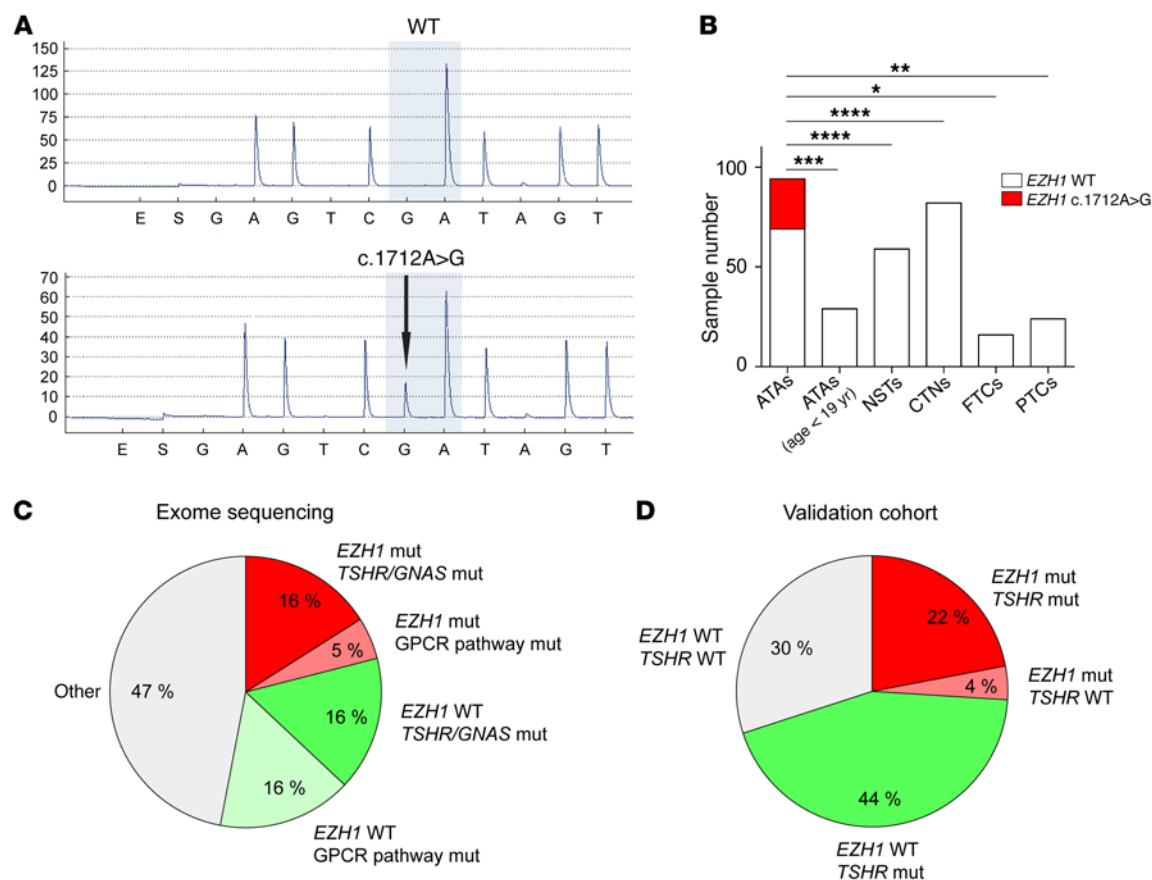 A
WT
150
125
100
75
50
25
0
E S G A G T C G A T A G T
c.1712A>G
70
60
50
40
30
20
10
0
E S G A G T C G A T A G T
B
**
*
****
****
***
100
50
0
Sample number
EZH1 WT
EZH1 c.1712A>G
ATAs
ATAs
(age < 19 yr)
NSTs
CTNs
FTCs
PTCs
C
Exome sequencing
EZH1 mut
TSHR/GNAS mut
16 %
EZH1 mut
GPCR pathway mut
5 %
EZH1 WT
TSHR/GNAS mut
16 %
16 %
EZH1 WT
GPCR pathway mut
Other
47 %
D
Validation cohort
EZH1 mut
TSHR mut
22 %
EZH1 mut
TSHR WT
4 %
44 %
EZH1 WT
TSHR mut
EZH1 WT
TSHR WT
30 %